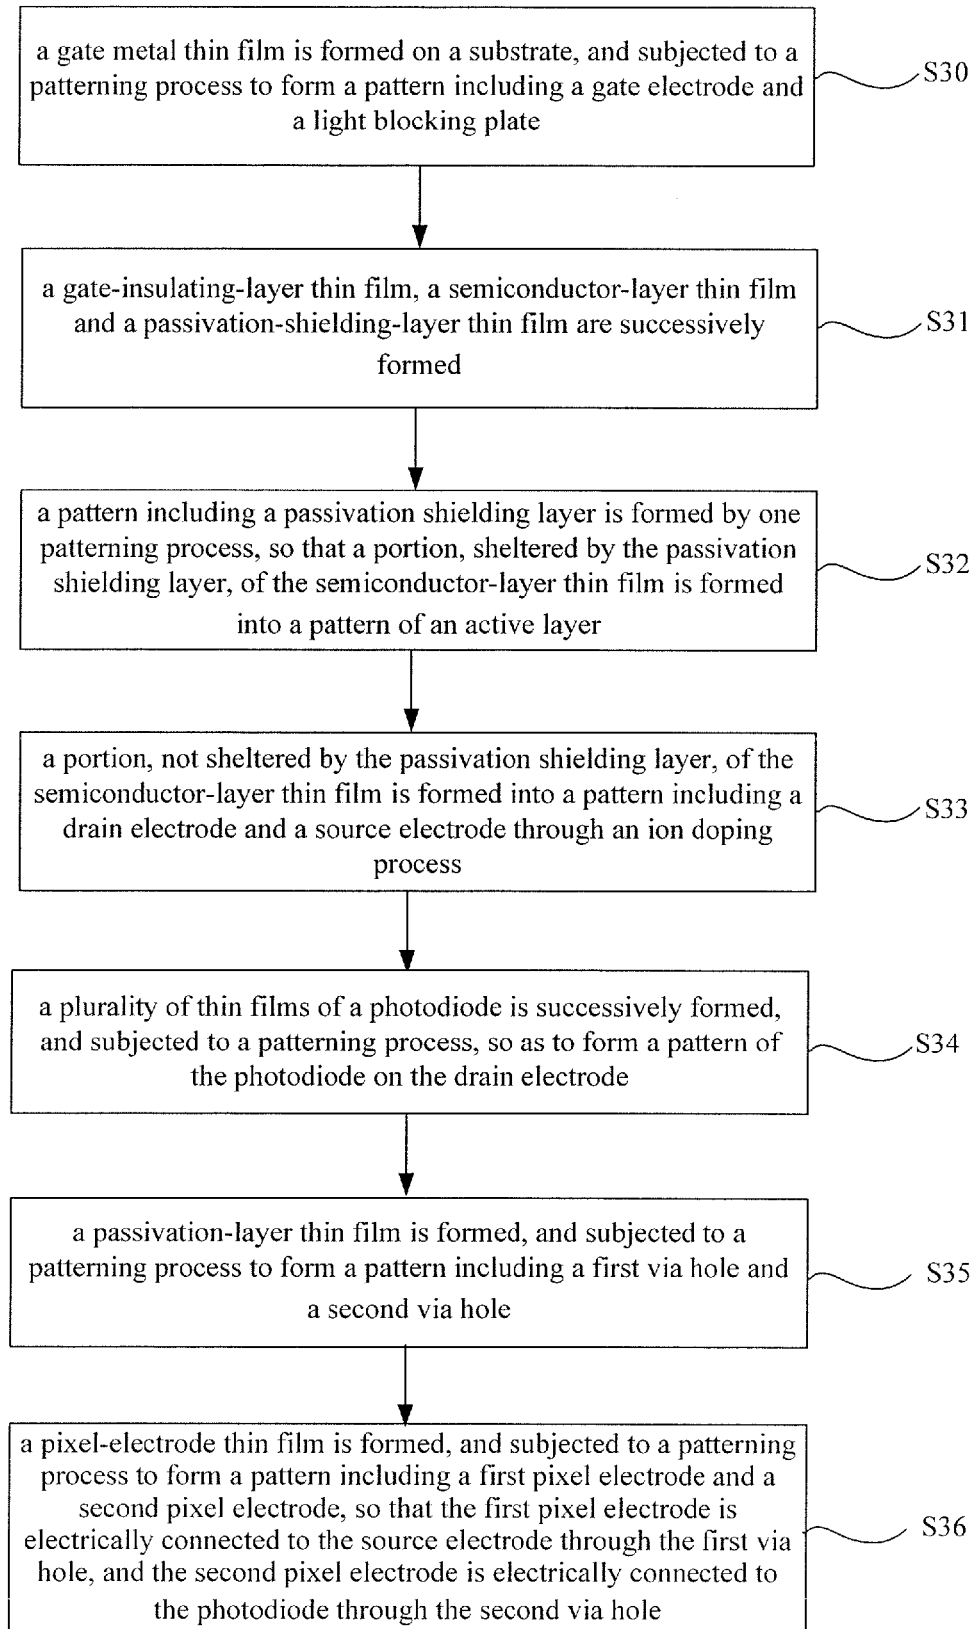 a gate metal thin film is formed on a substrate, and subjected to a
patterning process to form a pattern including a gate electrode and
a light blocking plate
S30
a gate-insulating-layer thin film, a semiconductor-layer thin film
and a passivation-shielding-layer thin film are successively
formed
S31
a pattern including a passivation shielding layer is formed by one
patterning process, so that a portion, sheltered by the passivation
shielding layer, of the semiconductor-layer thin film is formed
into a pattern of an active layer
S32
a portion, not sheltered by the passivation shielding layer, of the
semiconductor-layer thin film is formed into a pattern including a
drain electrode and a source electrode through an ion doping
process
S33
a plurality of thin films of a photodiode is successively formed,
and subjected to a patterning process, so as to form a pattern of
the photodiode on the drain electrode
S34
a passivation-layer thin film is formed, and subjected to a
patterning process to form a pattern including a first via hole and
a second via hole
S35
a pixel-electrode thin film is formed, and subjected to a patterning
process to form a pattern including a first pixel electrode and a
second pixel electrode, so that the first pixel electrode is
electrically connected to the source electrode through the first via
hole, and the second pixel electrode is electrically connected to
the photodiode through the second via hole
S36